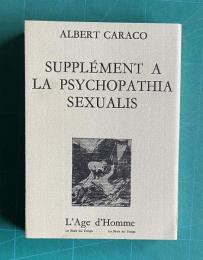 ALBERT CARACO
SUPPLÉMENT A
LA PSYCHOPATHIA
SEXUALIS
L'Age d'Homme